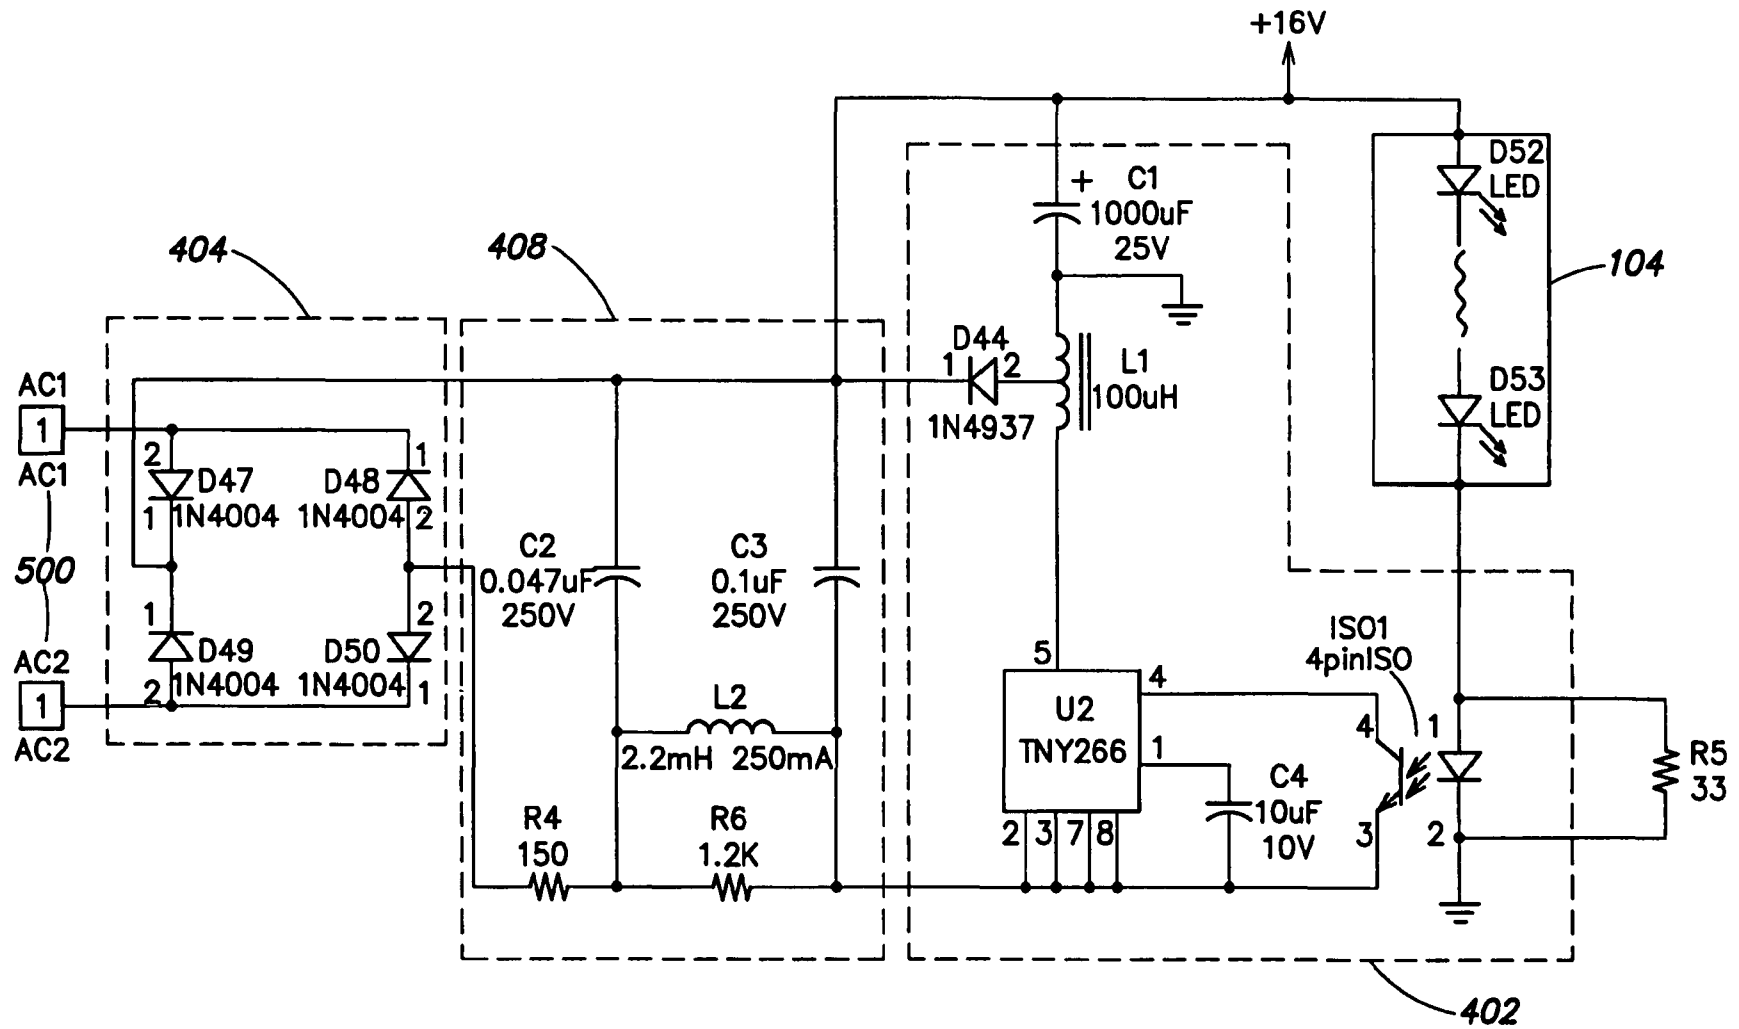 +16V
D52
LED
+ C1
1000uF
25V
404
408
104
D44
1 2
L1
100uH
1N4937
D53
LED
AC1
1
AC1
2
D47
1N4004
1
1
D48
1N4004
2
500
C2
0.047uF
250V
C3
0.1uF
250V
1
D49
1N4004
2
2
D50
1N4004
1
AC2
1
AC2
L2
2.2mH 250mA
R4
150
R6
1.2K
5
U2
TNY266
4
1
2 3 7 8
C4
10uF
10V
ISO1
4pinISO
4
3
1
2
R5
33
402